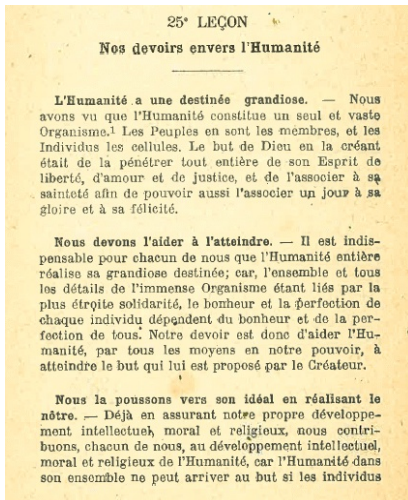 25e LEÇON
Nos devoirs envers l'Humanité
L'Humanité a une destinée grandiose. — Nous
avons vu que l'Humanité constitue un seul et vaste
Organisme.¹ Les Peuples en sont les membres, et les
Individus les cellules. Le but de Dieu en la créant
était de la pénétrer tout entière de son Esprit de
liberté, d'amour et de justice, et de l'associer à sa
sainteté afin de pouvoir aussi l'associer un jour à sa
gloire et à sa félicité.
Nous devons l'aider à l'atteindre. — Il est indis-
pensable pour chacun de nous que l'Humanité entière
réalise sa grandiose destinée; car, l'ensemble et tous
les détails de l'immense Organisme étant liés par la
plus étroite solidarité, le bonheur et la perfection de
chaque individu dépendent du bonheur et de la per-
fection de tous. Notre devoir est donc d'aider l'Hu-
manité, par tous les moyens en notre pouvoir, à
atteindre le but qui lui est proposé par le Créateur.
Nous la poussons vers son idéal en réalisant le
nôtre. — Déjà en assurant notre propre développe-
ment intellectuel, moral et religieux, nous contri-
buons, chacun de nous, au développement intellectuel,
moral et religieux de l'Humanité, car l'Humanité dans
son ensemble ne peut arriver au but si les individus